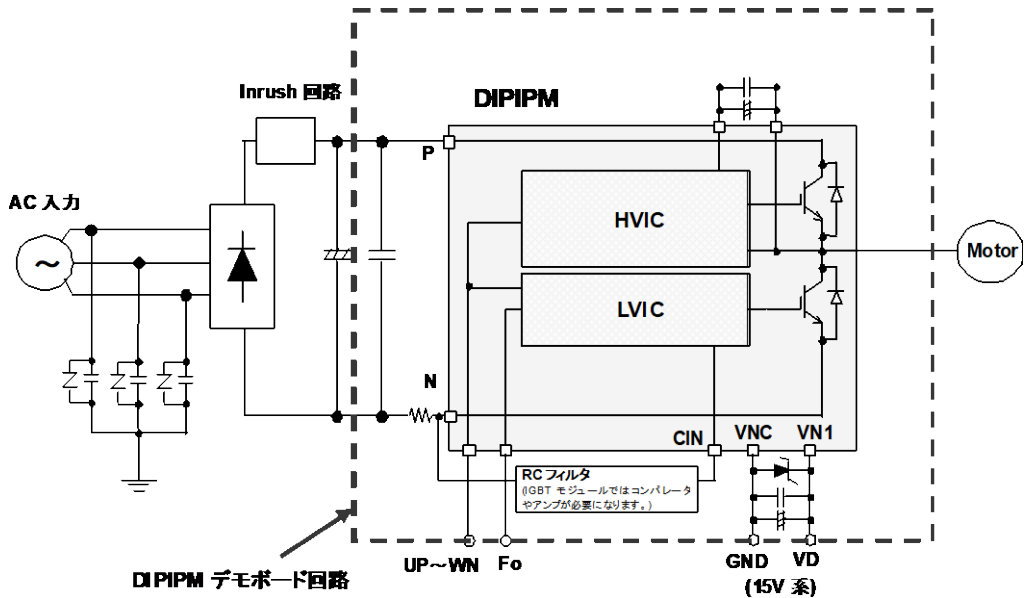 Inrush 回路
DIPIPM
P
AC 入力
HVIC
~
Motor
LVIC
N
CIN
VNC
VN1
RC フィルタ
(IGBT モジュールではコンパレータ
やアンプが必要になります。)
UP～WN
Fo
GND
VD
(15V 系)
DIPIPM デモボード回路